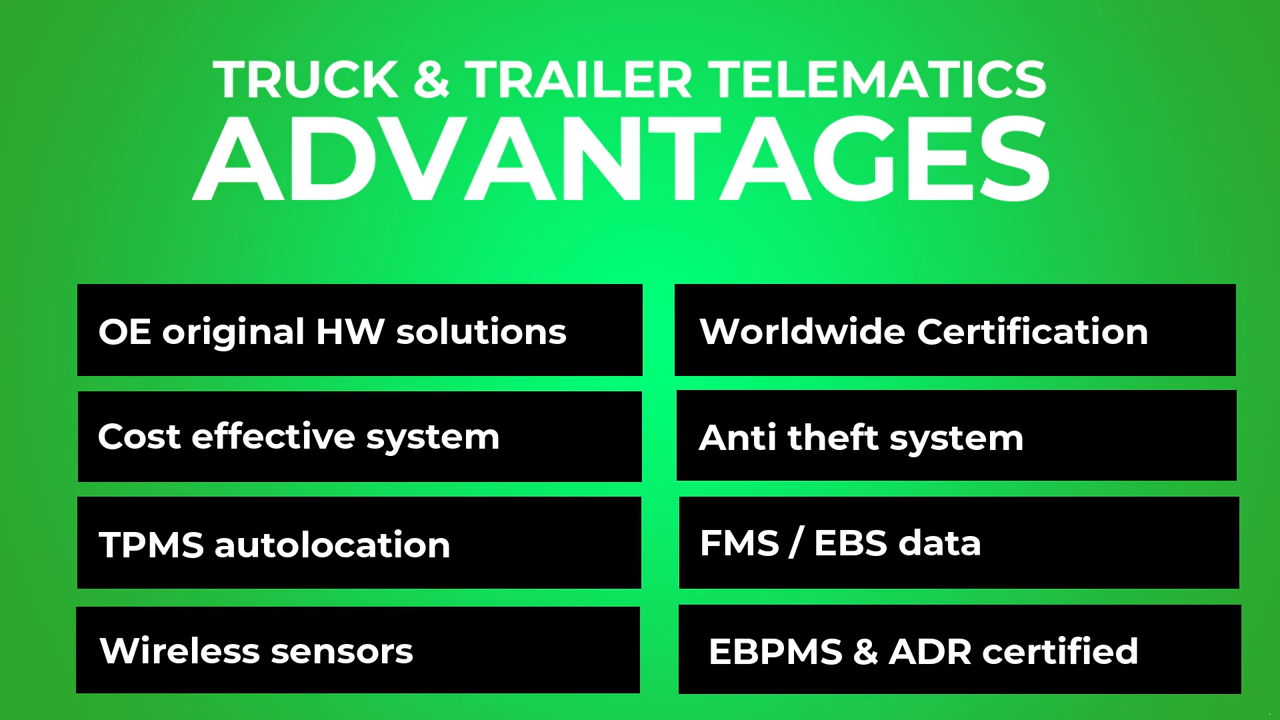 TRUCK & TRAILER TELEMATICS
ADVANTAGES
OE original HW solutions
Worldwide Certification
Cost effective system
Anti theft system
TPMS autolocation
FMS / EBS data
Wireless sensors
EBPMS & ADR certified